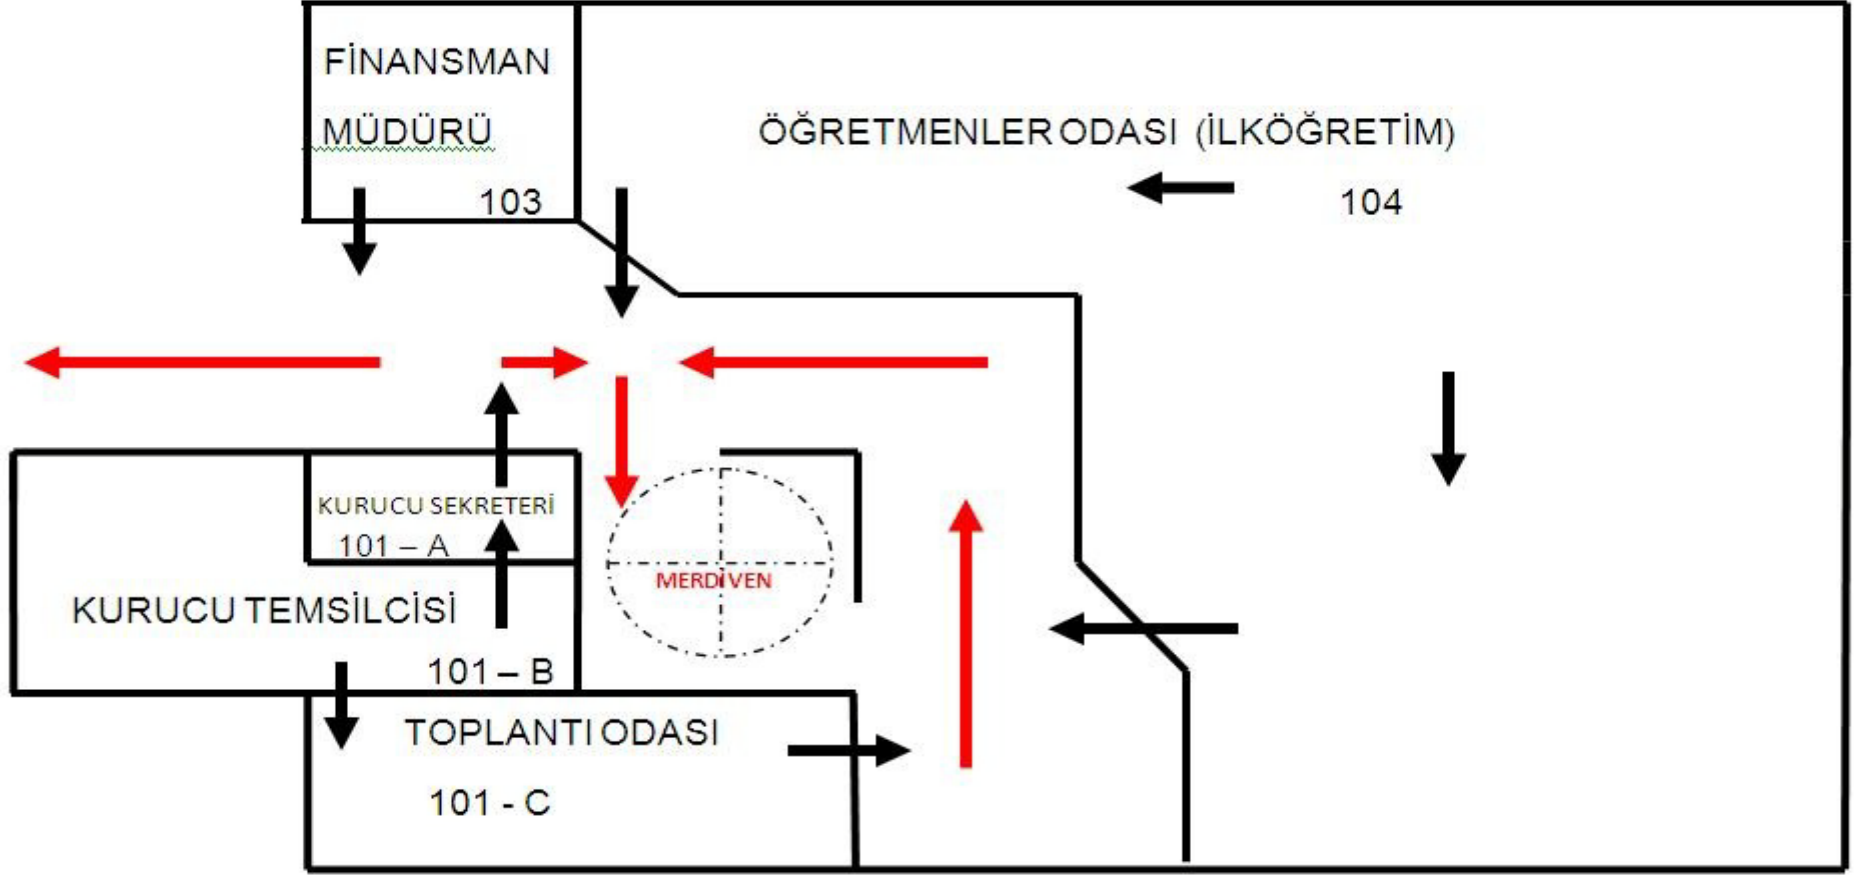 FİNANSMAN
MÜDÜRÜ
103
ÖĞRETMENLER ODASI (İLKÖĞRETİM)
104
KURUCU SEKRETERİ
101 – A
KURUCU TEMSİLCİSİ
101 – B
MERDİVEN
TOPLANTI ODASI
101 - C